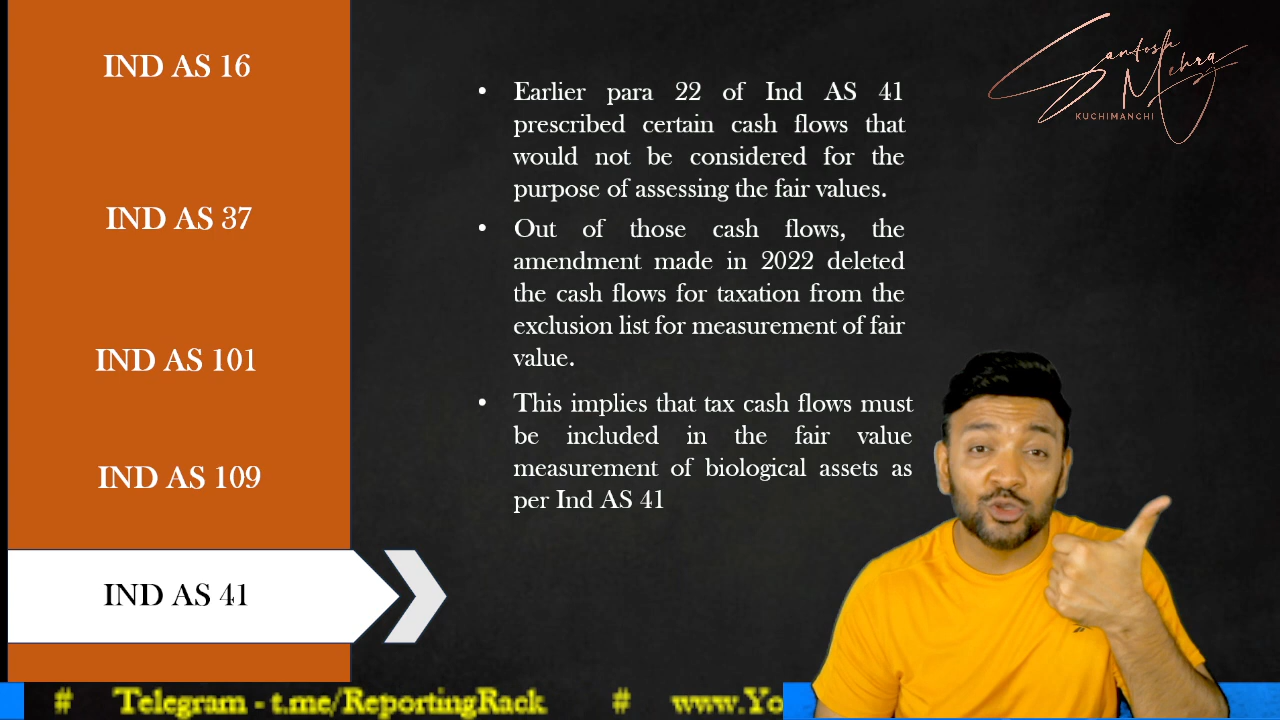 IND AS 16
IND AS 37
IND AS 101
IND AS 109
IND AS 41
• Earlier para 22 of Ind AS 41
prescribed certain cash flows that
would not be considered for the
purpose of assessing the fair values.
• Out of those cash flows, the
amendment made in 2022 deleted
the cash flows for taxation from the
exclusion list for measurement of fair
value.
• This implies that tax cash flows must
be included in the fair value
measurement of biological assets as
per Ind AS 41
Santosh
Mehra
KUCHIMANCHI
# Telegram - t.me/ReportingRack # www.Yo